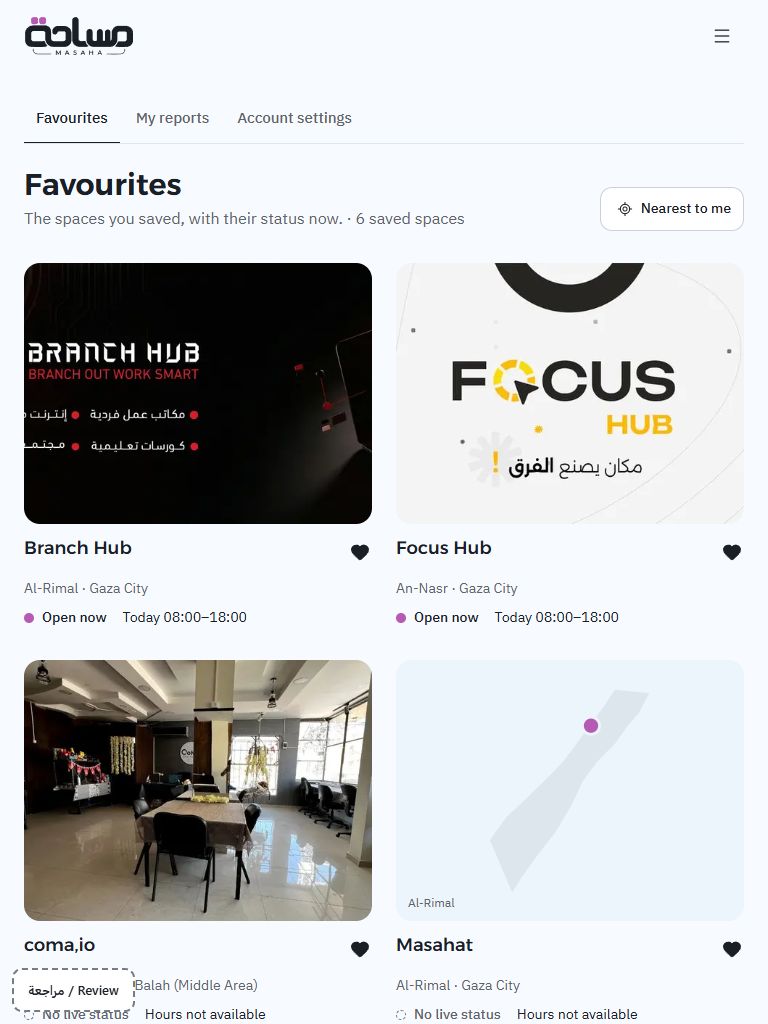 مساحة
MASAHA
Favourites My reports Account settings
Favourites
The spaces you saved, with their status now. · 6 saved spaces
Nearest to me
BRANCH HUB
BRANCH OUT WORK SMART
مكاتب عمل فردية
كورسات تعليمية
FOCUS
HUB
مكان يصنع الفرق !
Branch Hub
Al-Rimal · Gaza City
Open now Today 08:00–18:00
Focus Hub
An-Nasr · Gaza City
Open now Today 08:00–18:00
Al-Rimal
coma,io
Balah (Middle Area)
No live status Hours not available
Masahat
Al-Rimal · Gaza City
No live status Hours not available
مراجعة / Review